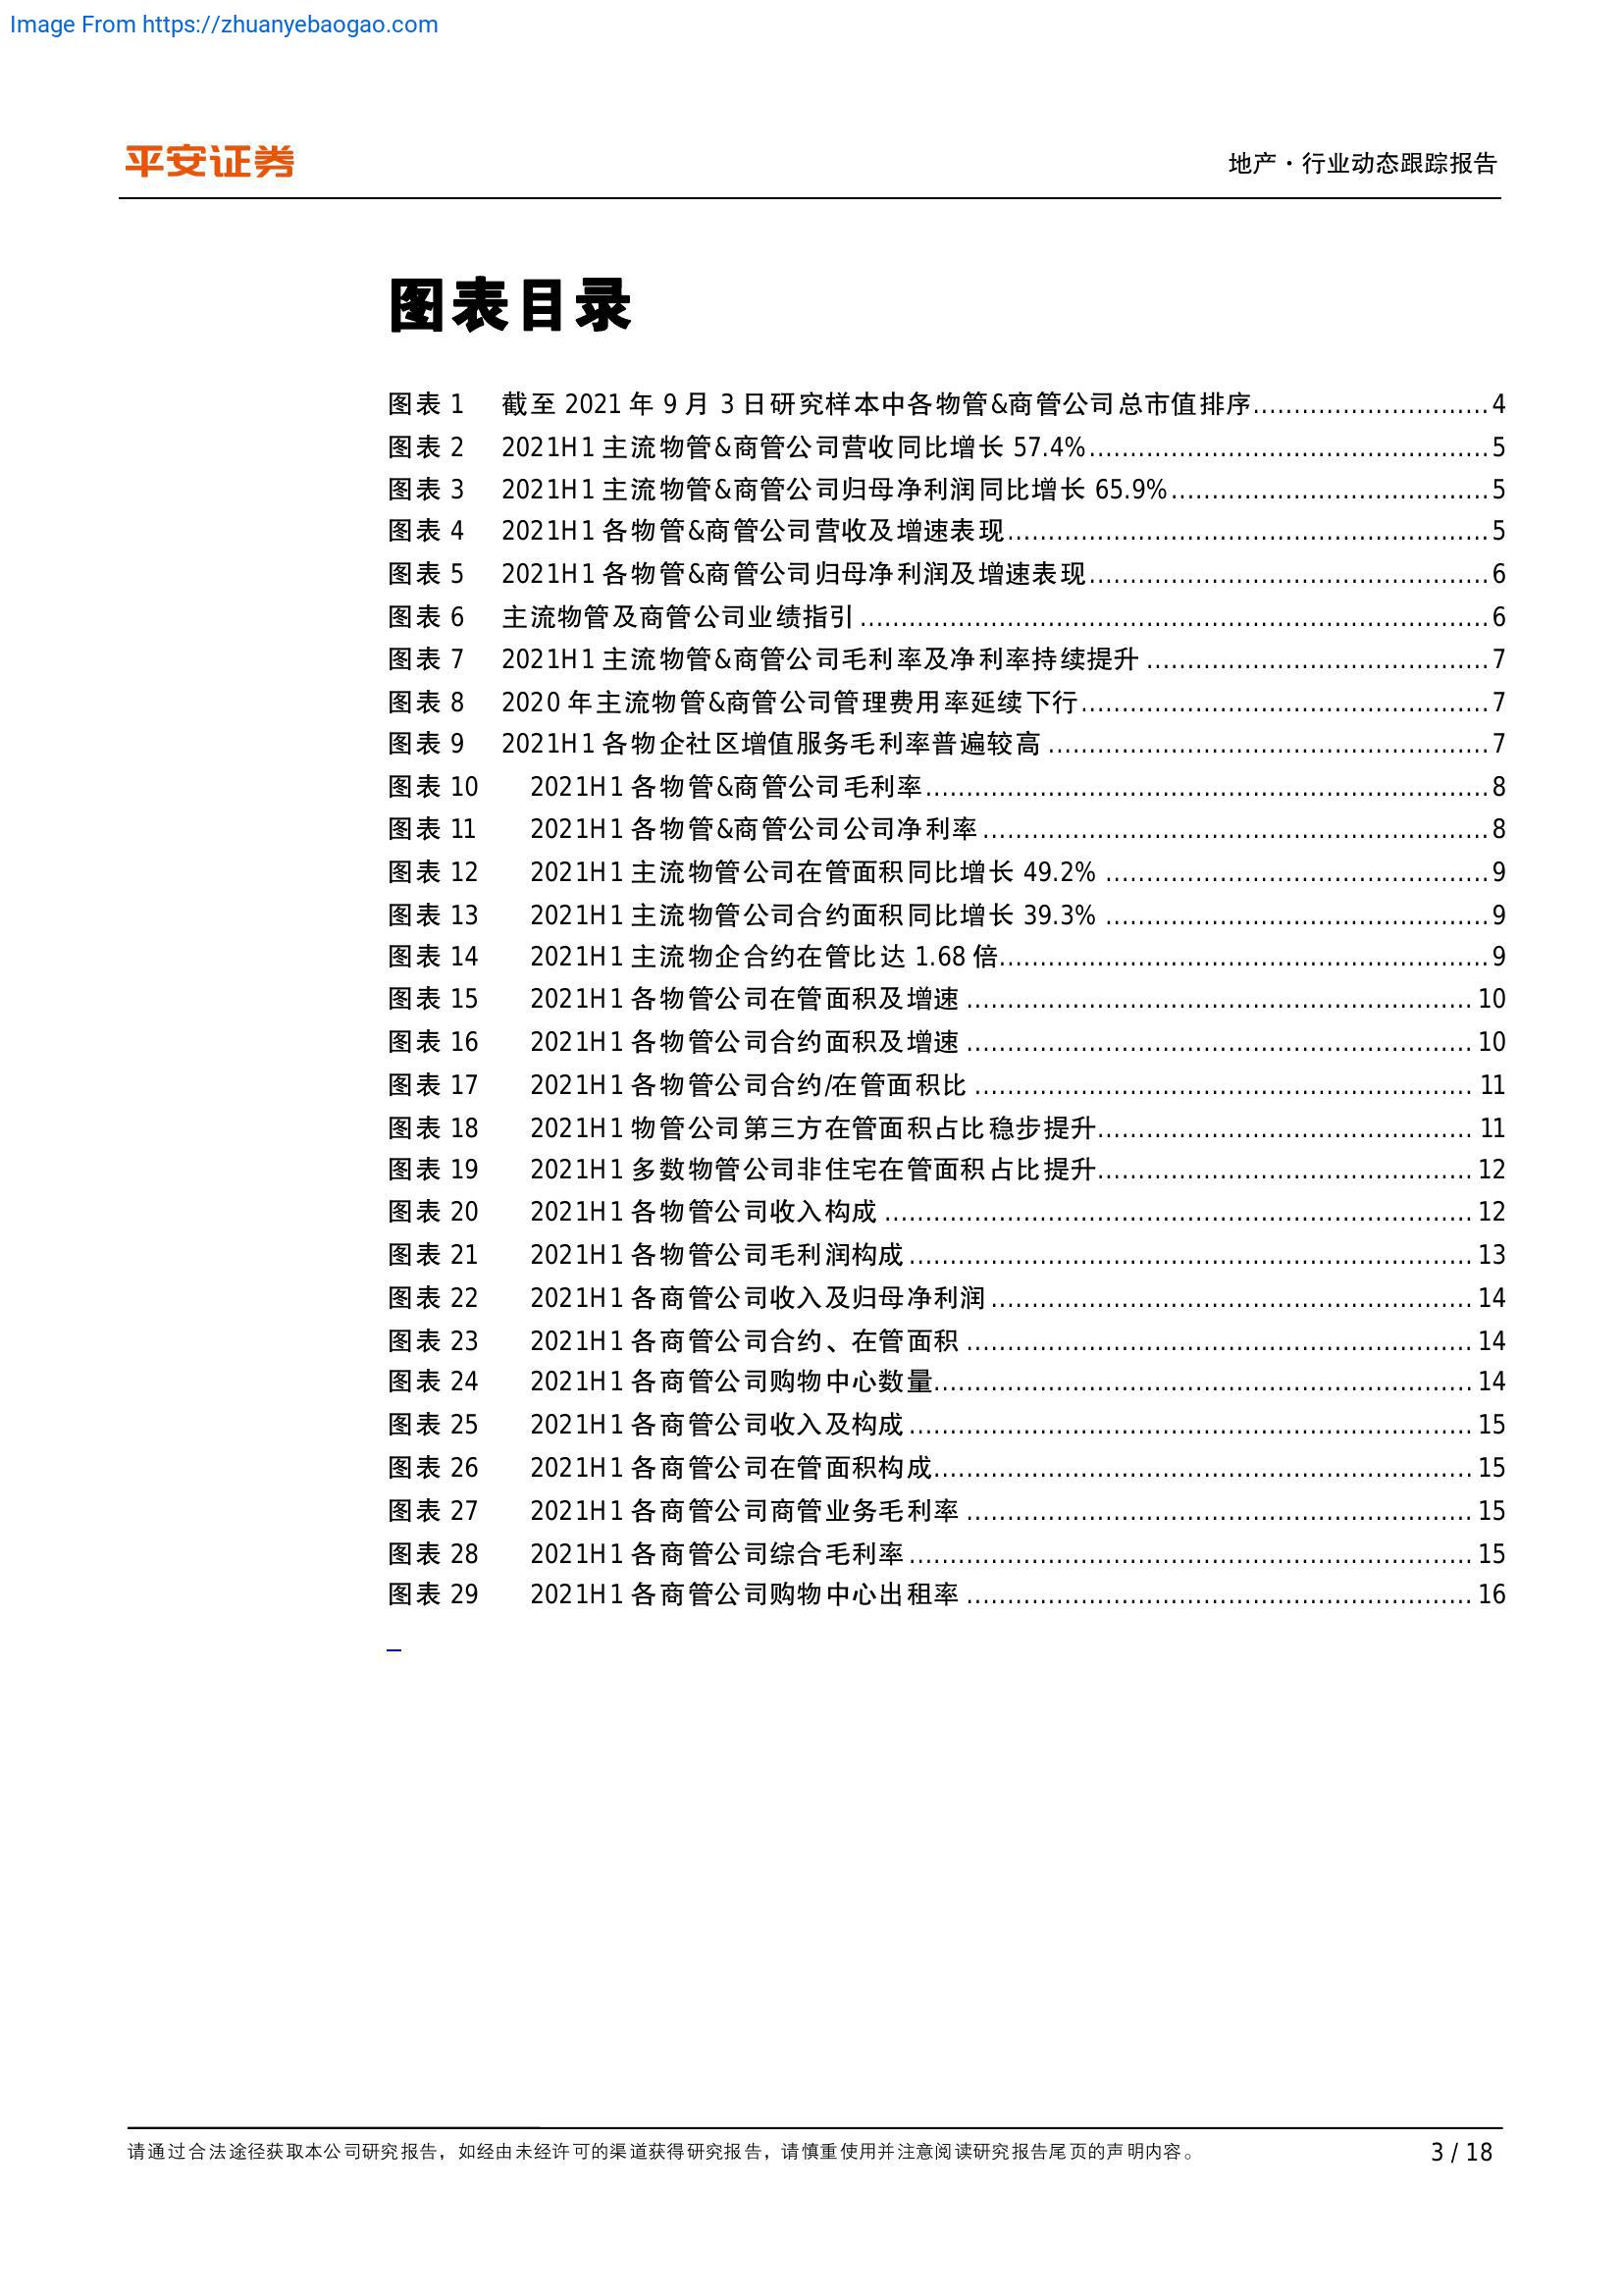 Image From https://zhuanyebaogao.com
平安证券
地产·行业动态跟踪报告
图表目录
图表 1 截至 2021 年 9 月 3 日研究样本中各物管&商管公司总市值排序.............................4
图表 2 2021H1 主流物管&商管公司营收同比增长 57.4%.................................................5
图表 3 2021H1 主流物管&商管公司归母净利润同比增长 65.9%.......................................5
图表 4 2021H1 各物管&商管公司营收及增速表现...........................................................5
图表 5 2021H1 各物管&商管公司归母净利润及增速表现.................................................6
图表 6 主流物管及商管公司业绩指引.............................................................................6
图表 7 2021H1 主流物管&商管公司毛利率及净利率持续提升..........................................7
图表 8 2020 年主流物管&商管公司管理费用率延续下行..................................................7
图表 9 2021H1 各物企社区增值服务毛利率普遍较高......................................................7
图表 10 2021H1 各物管&商管公司毛利率.....................................................................8
图表 11 2021H1 各物管&商管公司公司净利率..............................................................8
图表 12 2021H1 主流物管公司在管面积同比增长 49.2%...............................................9
图表 13 2021H1 主流物管公司合约面积同比增长 39.3%...............................................9
图表 14 2021H1 主流物企合约在管比达 1.68 倍............................................................9
图表 15 2021H1 各物管公司在管面积及增速..............................................................10
图表 16 2021H1 各物管公司合约面积及增速..............................................................10
图表 17 2021H1 各物管公司合约/在管面积比.............................................................11
图表 18 2021H1 物管公司第三方在管面积占比稳步提升..............................................11
图表 19 2021H1 多数物管公司非住宅在管面积占比提升..............................................12
图表 20 2021H1 各物管公司收入构成........................................................................12
图表 21 2021H1 各物管公司毛利润构成.....................................................................13
图表 22 2021H1 各商管公司收入及归母净利润...........................................................14
图表 23 2021H1 各商管公司合约、在管面积..............................................................14
图表 24 2021H1 各商管公司购物中心数量..................................................................14
图表 25 2021H1 各商管公司收入及构成.....................................................................15
图表 26 2021H1 各商管公司在管面积构成..................................................................15
图表 27 2021H1 各商管公司商管业务毛利率..............................................................15
图表 28 2021H1 各商管公司综合毛利率.....................................................................15
图表 29 2021H1 各商管公司购物中心出租率..............................................................16
请通过合法途径获取本公司研究报告，如经由未经许可的渠道获得研究报告，请慎重使用并注意阅读研究报告尾页的声明内容。
3 / 18